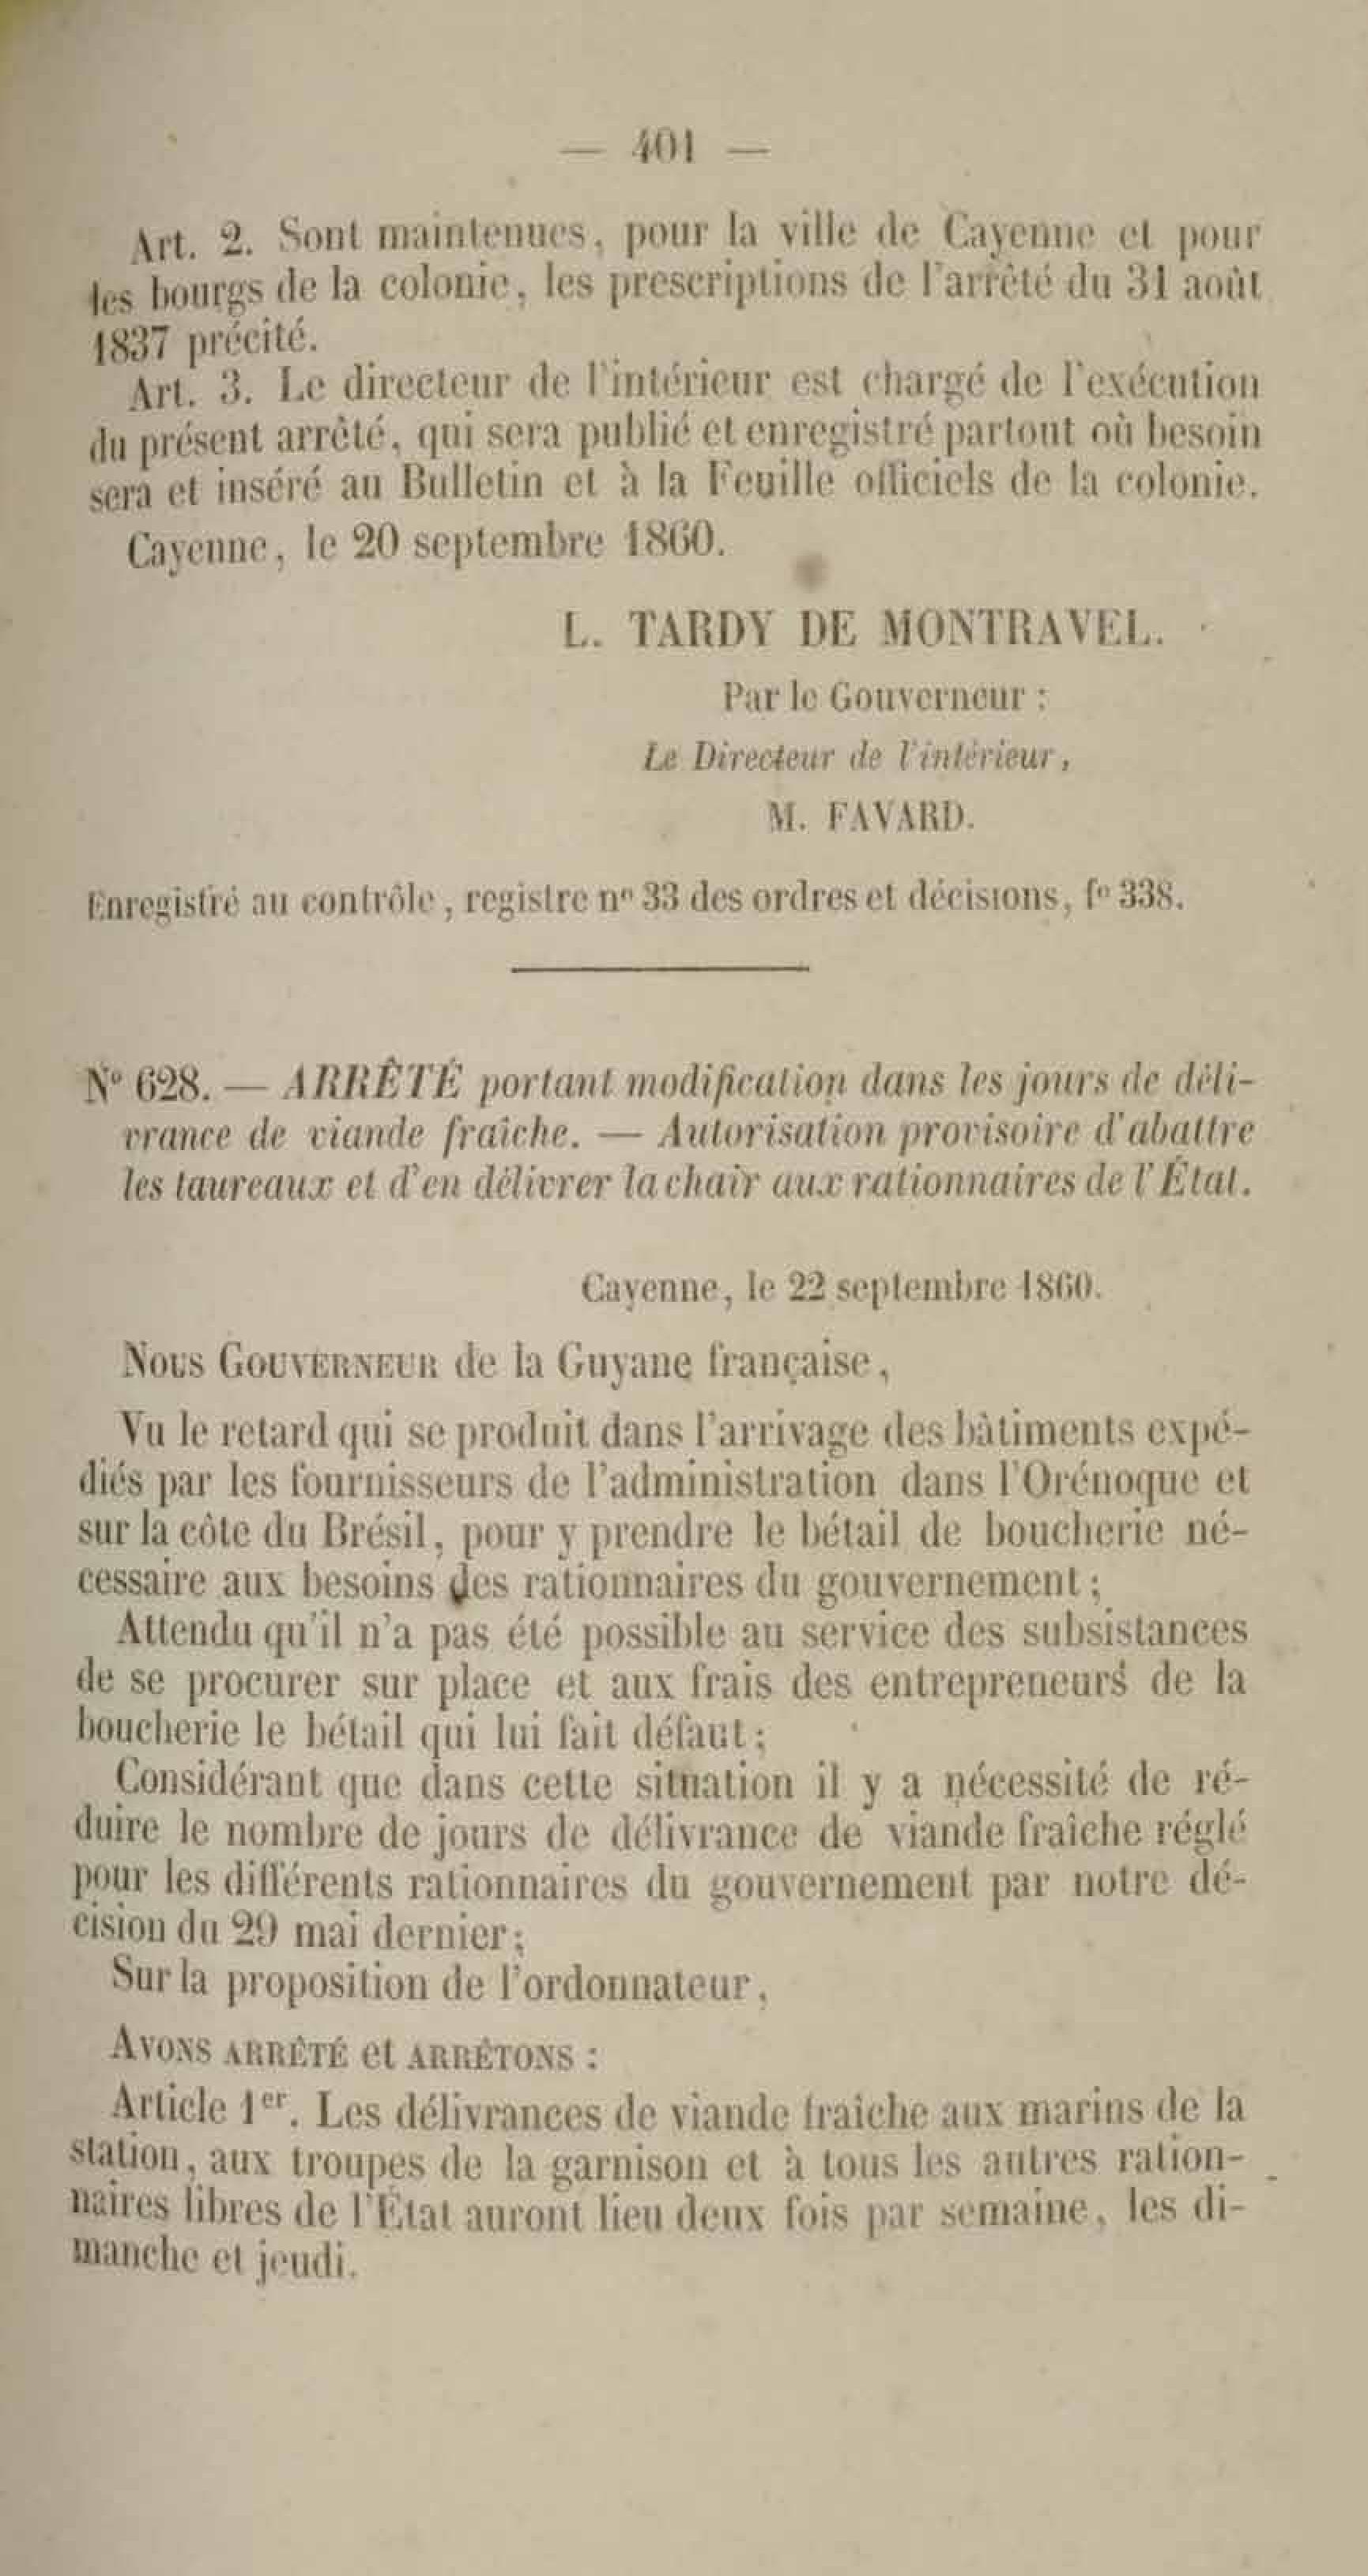 — 401 —
Art. 2. Sont maintenues, pour la ville de Cayenne et pour
les bourgs de la colonie, les prescriptions de l'arrêté du 31 août
1837 précité.
Art. 3. Le directeur de l'intérieur est chargé de l'exécution
du présent arrêté, qui sera publié et enregistré partout où besoin
sera et inséré au Bulletin et à la Feuille officiels de la colonie.
Cayenne, le 20 septembre 1860.
L. TARDY DE MONTRAVEL.
Par le Gouverneur :
Le Directeur de l'intérieur,
M. FAVARD.
Enregistré au contrôle, registre n° 33 des ordres et décisions, f° 338.
N° 628. — ARRÊTÉ portant modification dans les jours de déli-
vrance de viande fraîche. — Autorisation provisoire d'abattre
les taureaux et d'en délivrer la chair aux rationnaires de l'État.
Cayenne, le 22 septembre 1860.
NOUS GOUVERNEUR de la Guyane française,
Vu le retard qui se produit dans l'arrivage des bâtiments expé-
diés par les fournisseurs de l'administration dans l'Orénoque et
sur la côte du Brésil, pour y prendre le bétail de boucherie né-
cessaire aux besoins des rationnaires du gouvernement ;
Attendu qu'il n'a pas été possible au service des subsistances
de se procurer sur place et aux frais des entrepreneurs de la
boucherie le bétail qui lui fait défaut ;
Considérant que dans cette situation il y a nécessité de ré-
duire le nombre de jours de délivrance de viande fraîche réglé
pour les différents rationnaires du gouvernement par notre dé-
cision du 29 mai dernier ;
Sur la proposition de l'ordonnateur,
AVONS ARRÊTÉ et ARRÊTONS :
Article 1er. Les délivrances de viande fraîche aux marins de la
station, aux troupes de la garnison et à tous les autres ration-
naires libres de l'État auront lieu deux fois par semaine, les di-
manche et jeudi.